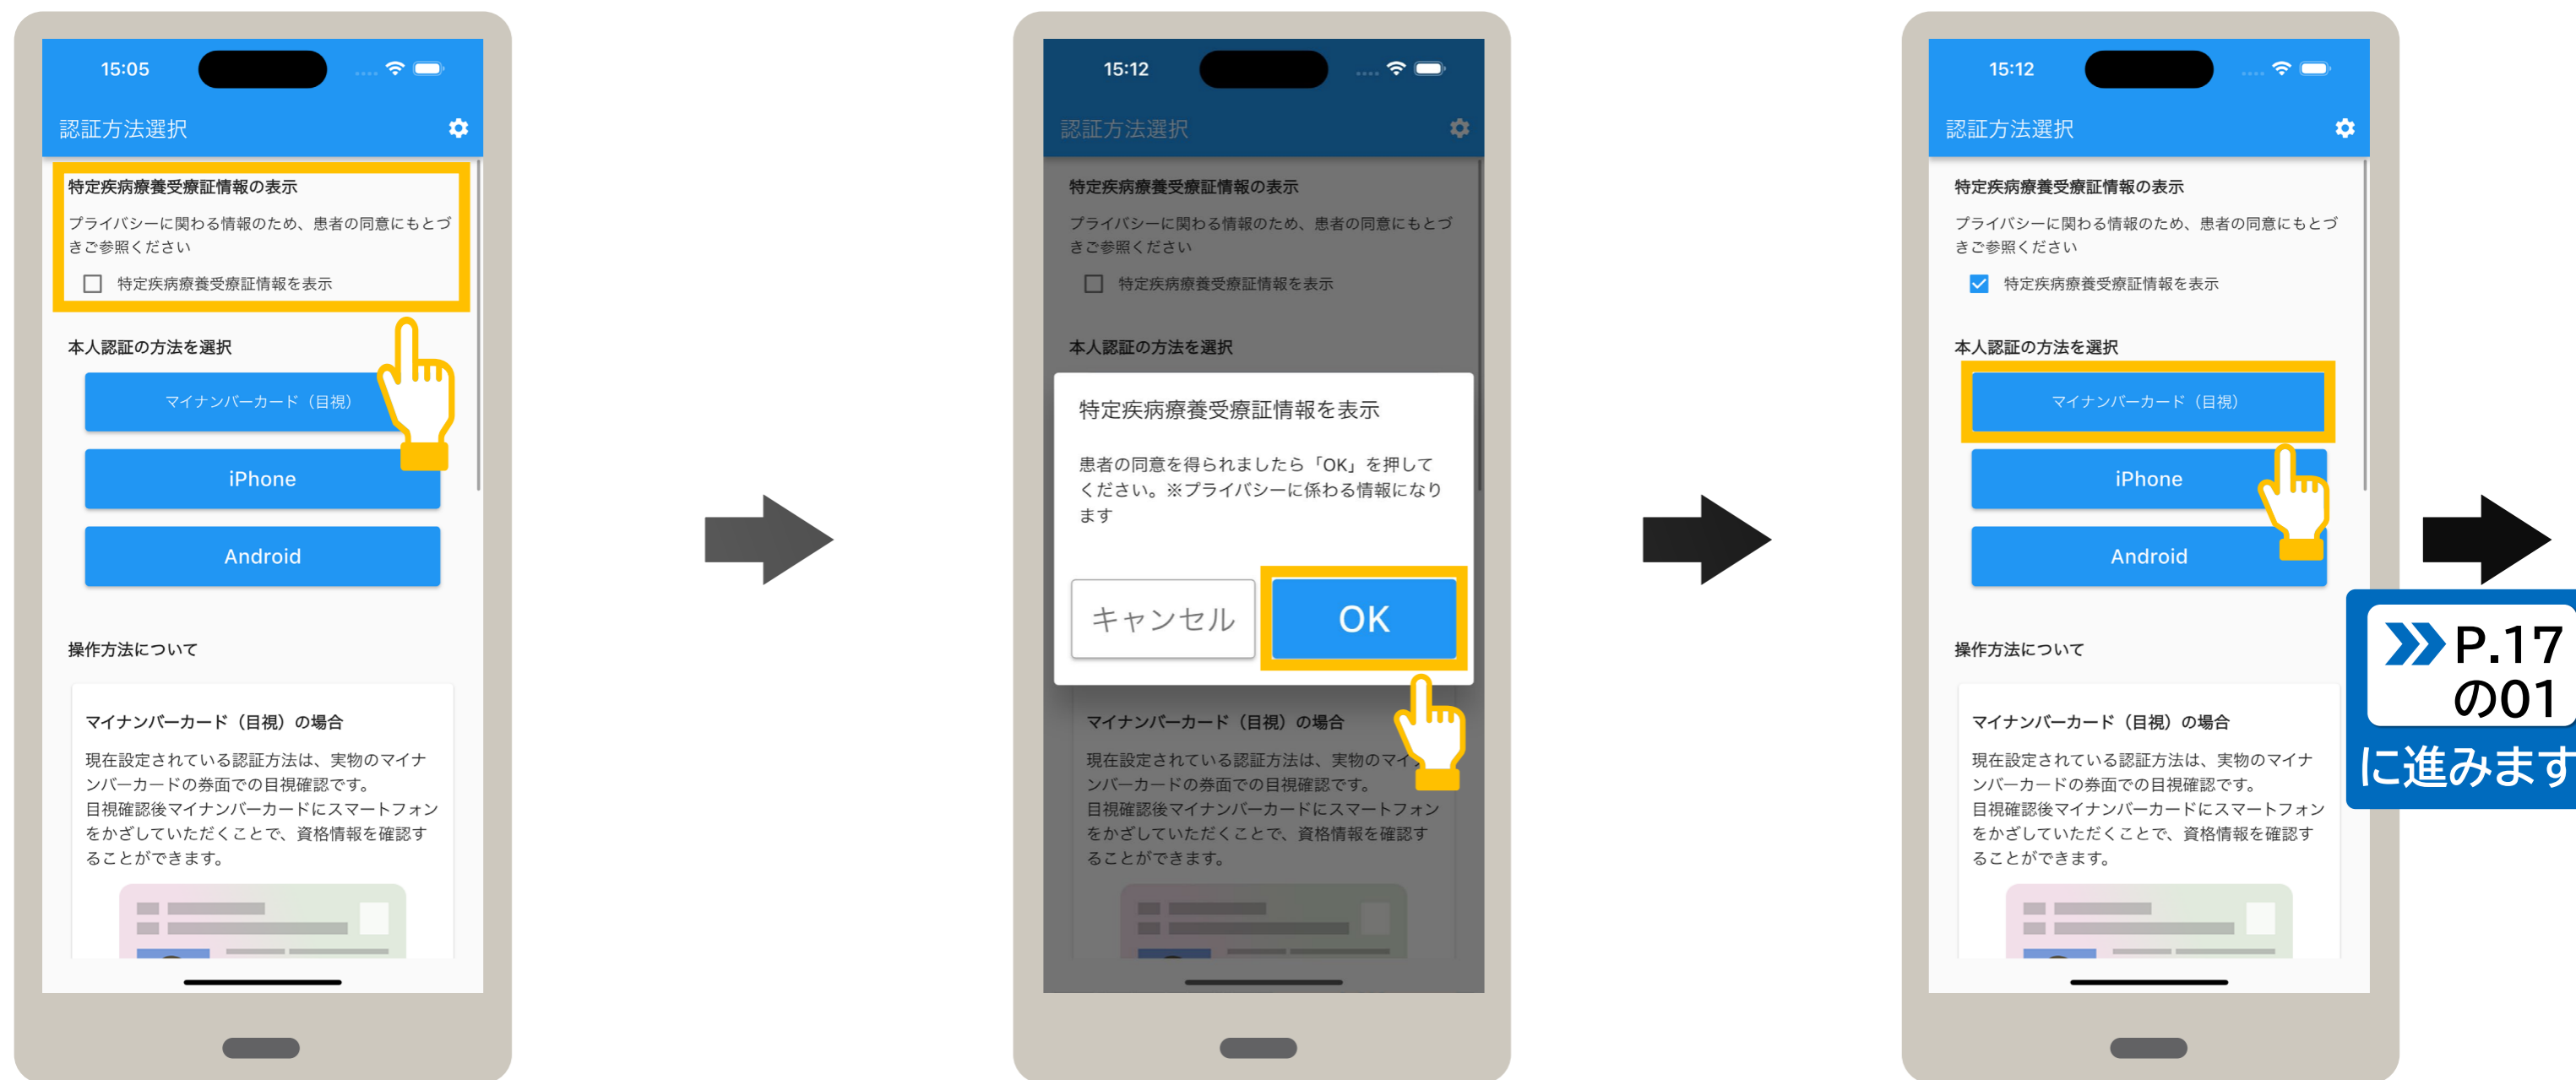 15:05
認証方法選択
特定疾病療養受療証情報の表示
プライバシーに関わる情報のため、患者の同意にもとづ
きご参照ください
特定疾病療養受療証情報を表示
本人認証の方法を選択
マイナンバーカード（目視）
iPhone
Android
操作方法について
マイナンバーカード（目視）の場合
現在設定されている認証方法は、実物のマイナ
ンバーカードの券面での目視確認です。
目視確認後マイナンバーカードにスマートフォン
をかざしていただくことで、資格情報を確認す
ることができます。
15:12
認証方法選択
特定疾病療養受療証情報の表示
プライバシーに関わる情報のため、患者の同意にもとづ
きご参照ください
特定疾病療養受療証情報を表示
本人認証の方法を選択
特定疾病療養受療証情報を表示
患者の同意を得られましたら「OK」を押して
ください。※プライバシーに係わる情報になり
ます
キャンセル
OK
マイナンバーカード（目視）の場合
現在設定されている認証方法は、実物のマイ
ンバーカードの券面での目視確認です。
目視確認後マイナンバーカードにスマートフォン
をかざしていただくことで、資格情報を確認す
ることができます。
15:12
認証方法選択
特定疾病療養受療証情報の表示
プライバシーに関わる情報のため、患者の同意にもとづ
きご参照ください
特定疾病療養受療証情報を表示
本人認証の方法を選択
マイナンバーカード（目視）
iPhone
Android
操作方法について
マイナンバーカード（目視）の場合
現在設定されている認証方法は、実物のマイナ
ンバーカードの券面での目視確認です。
目視確認後マイナンバーカードにスマートフォン
をかざしていただくことで、資格情報を確認す
ることができます。
P.17
の01
に進みます